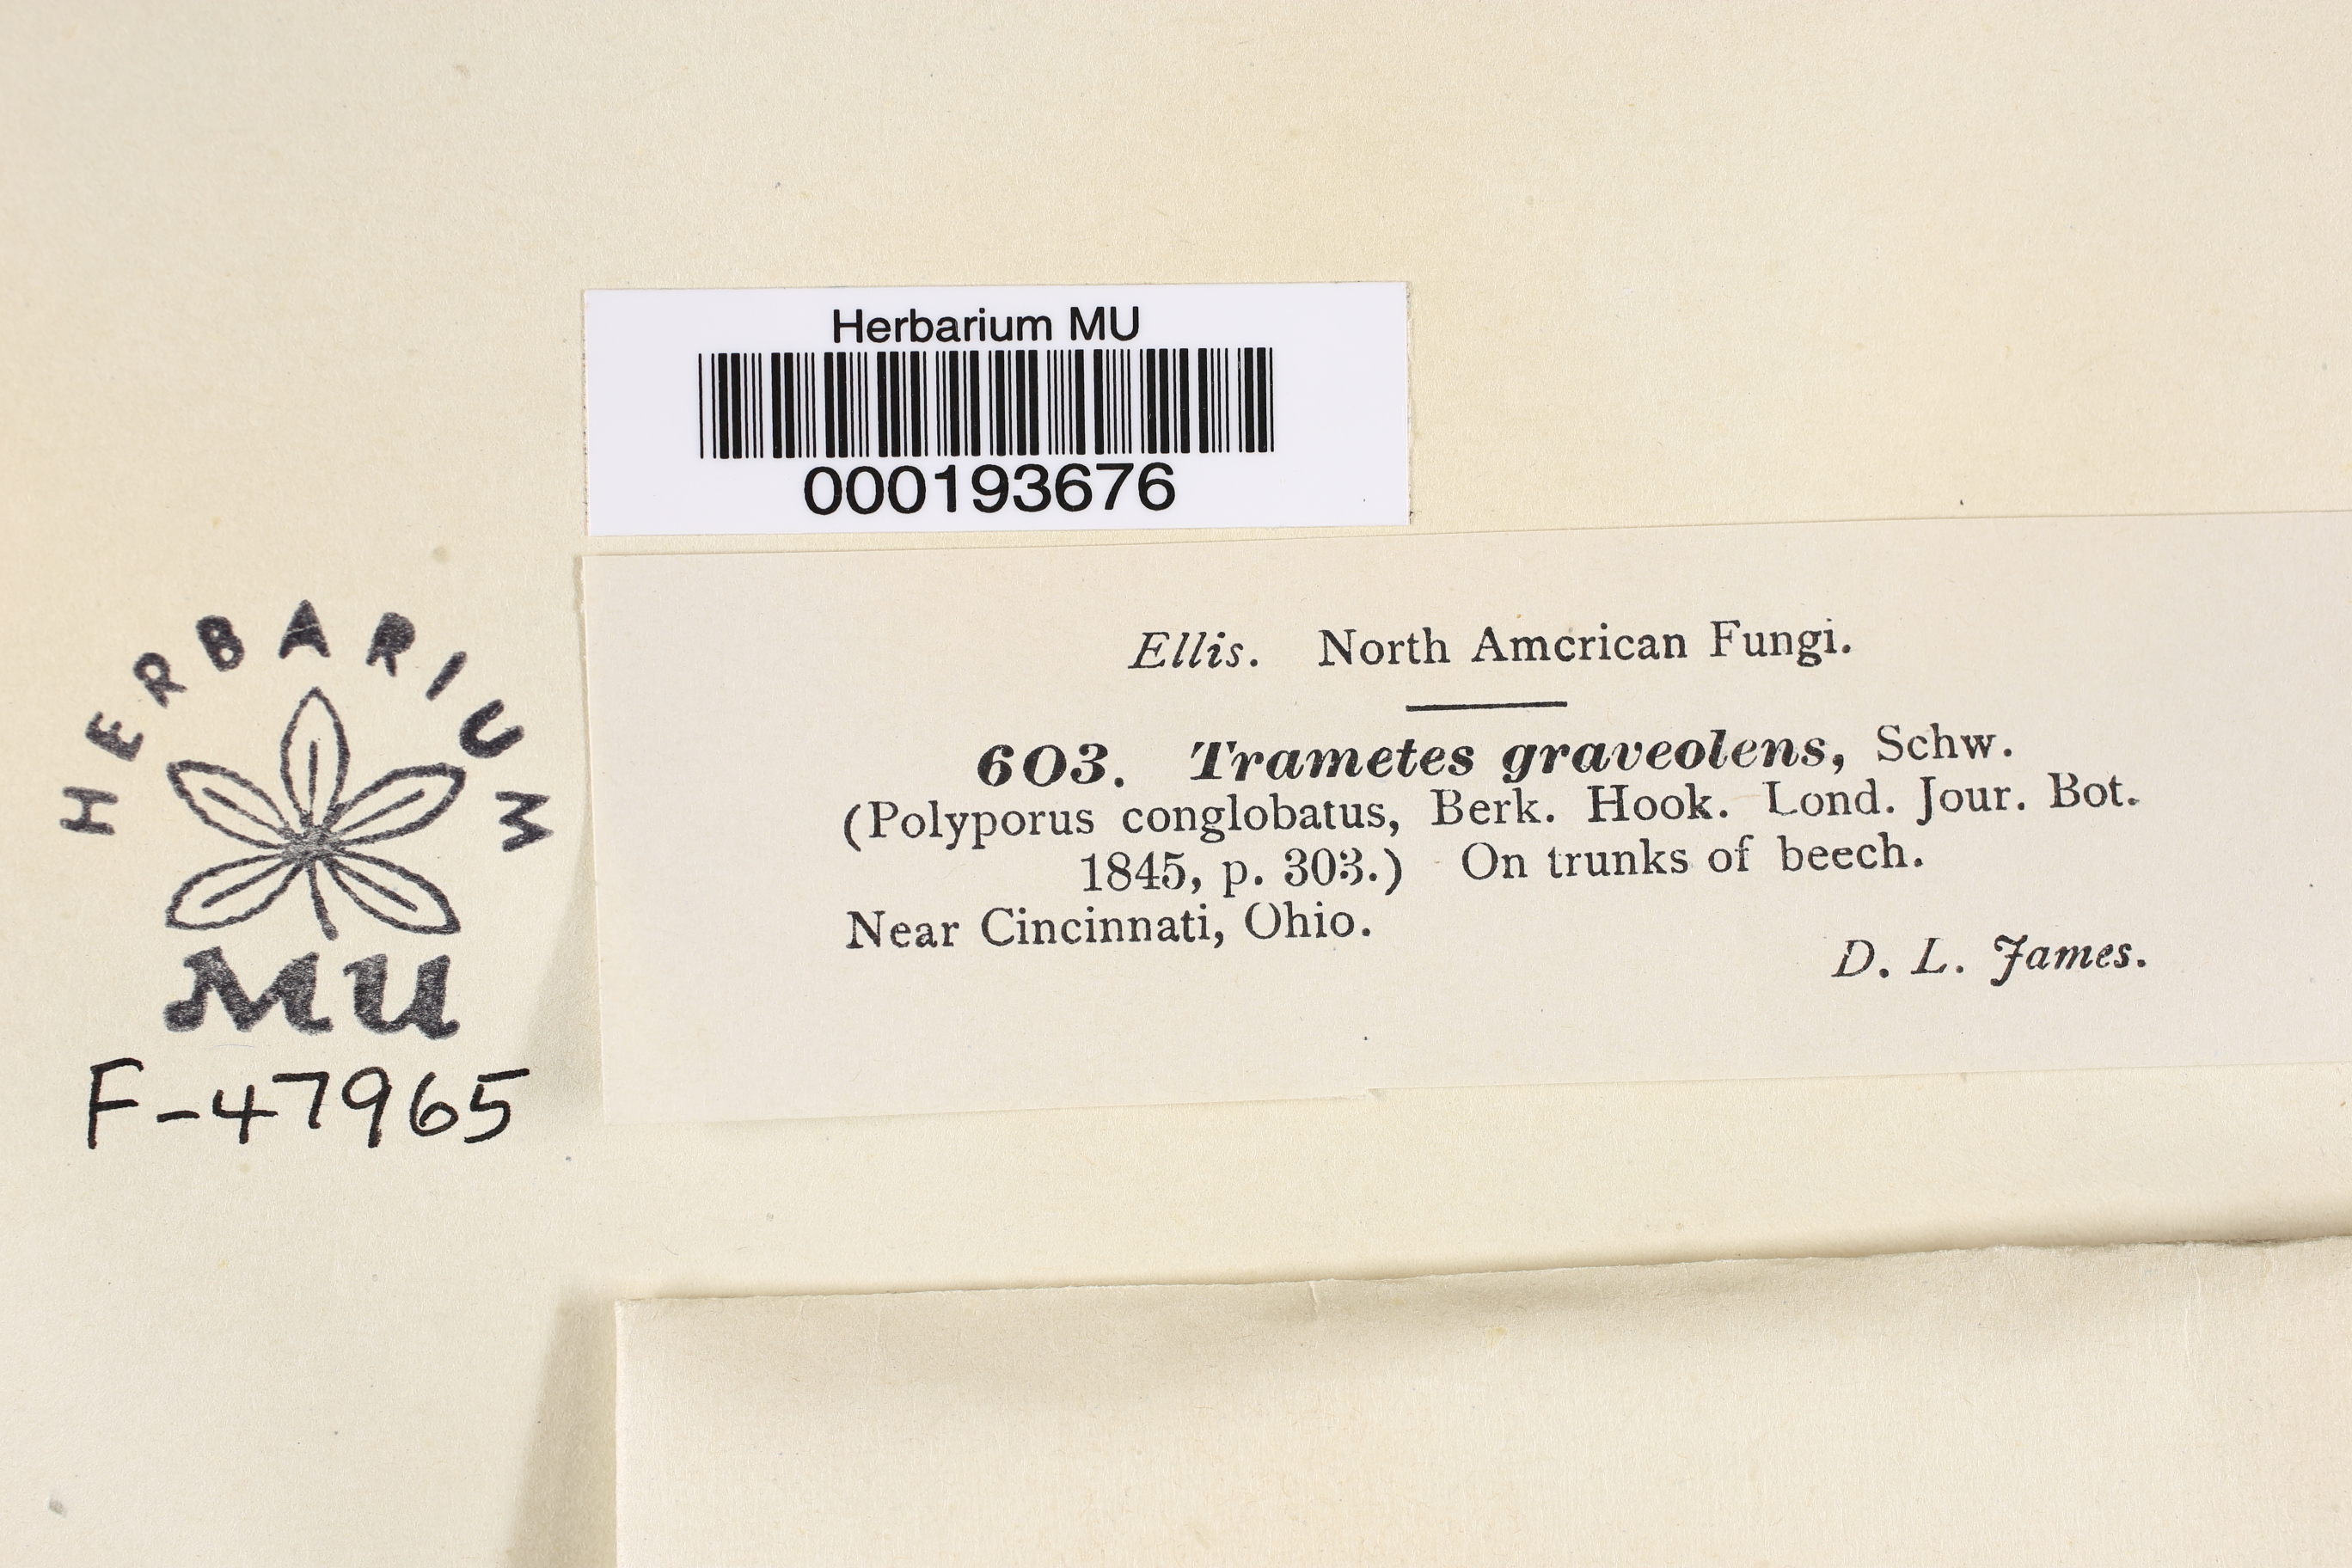 Herbarium MU
000193676
HERBARIUM
MU
F-47965
Ellis. North American Fungi.
603. Trametes graveolens, Schw.
(Polyporus conglobatus, Berk. Hook. Lond. Jour. Bot.
1845, p. 303.) On trunks of beech.
Near Cincinnati, Ohio.
D. L. James.